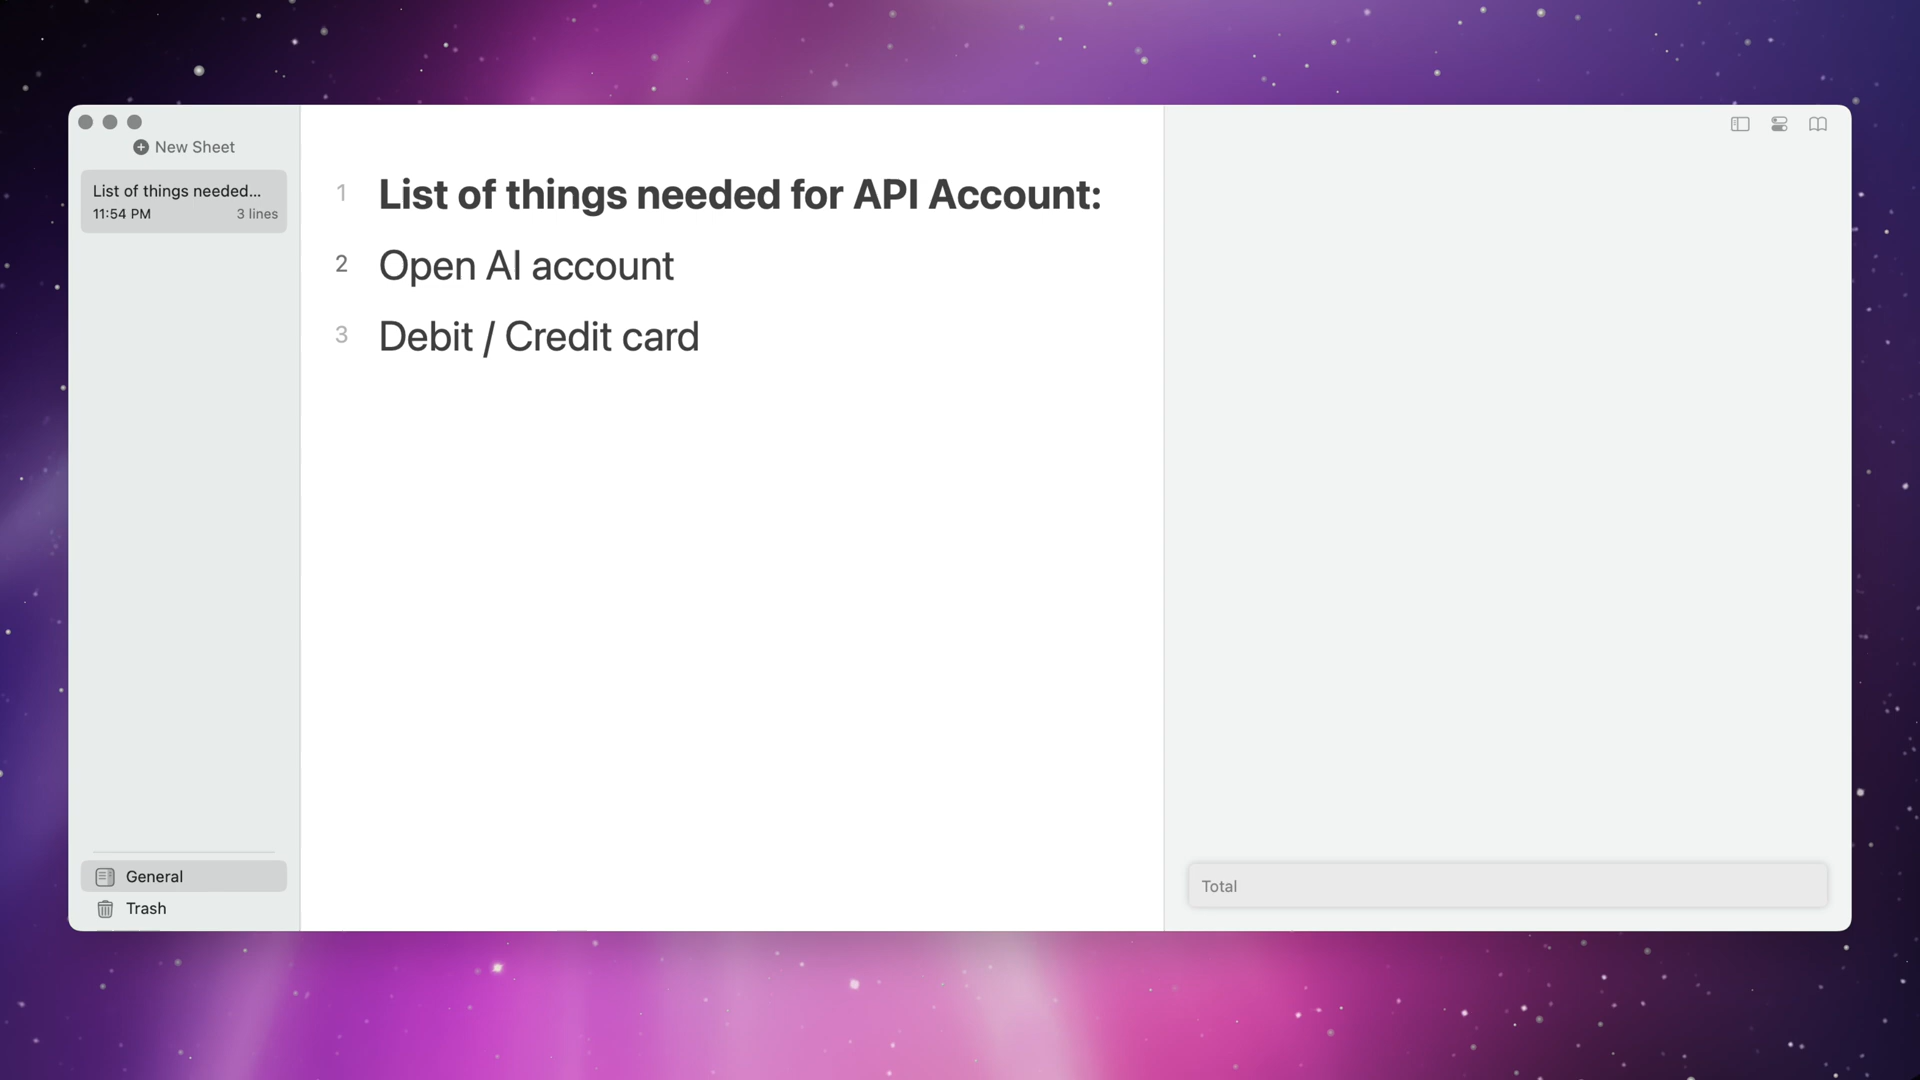 New Sheet
List of things needed...
11:54 PM 3 lines
1 List of things needed for API Account:
2 Open AI account
3 Debit / Credit card
General
Trash
Total